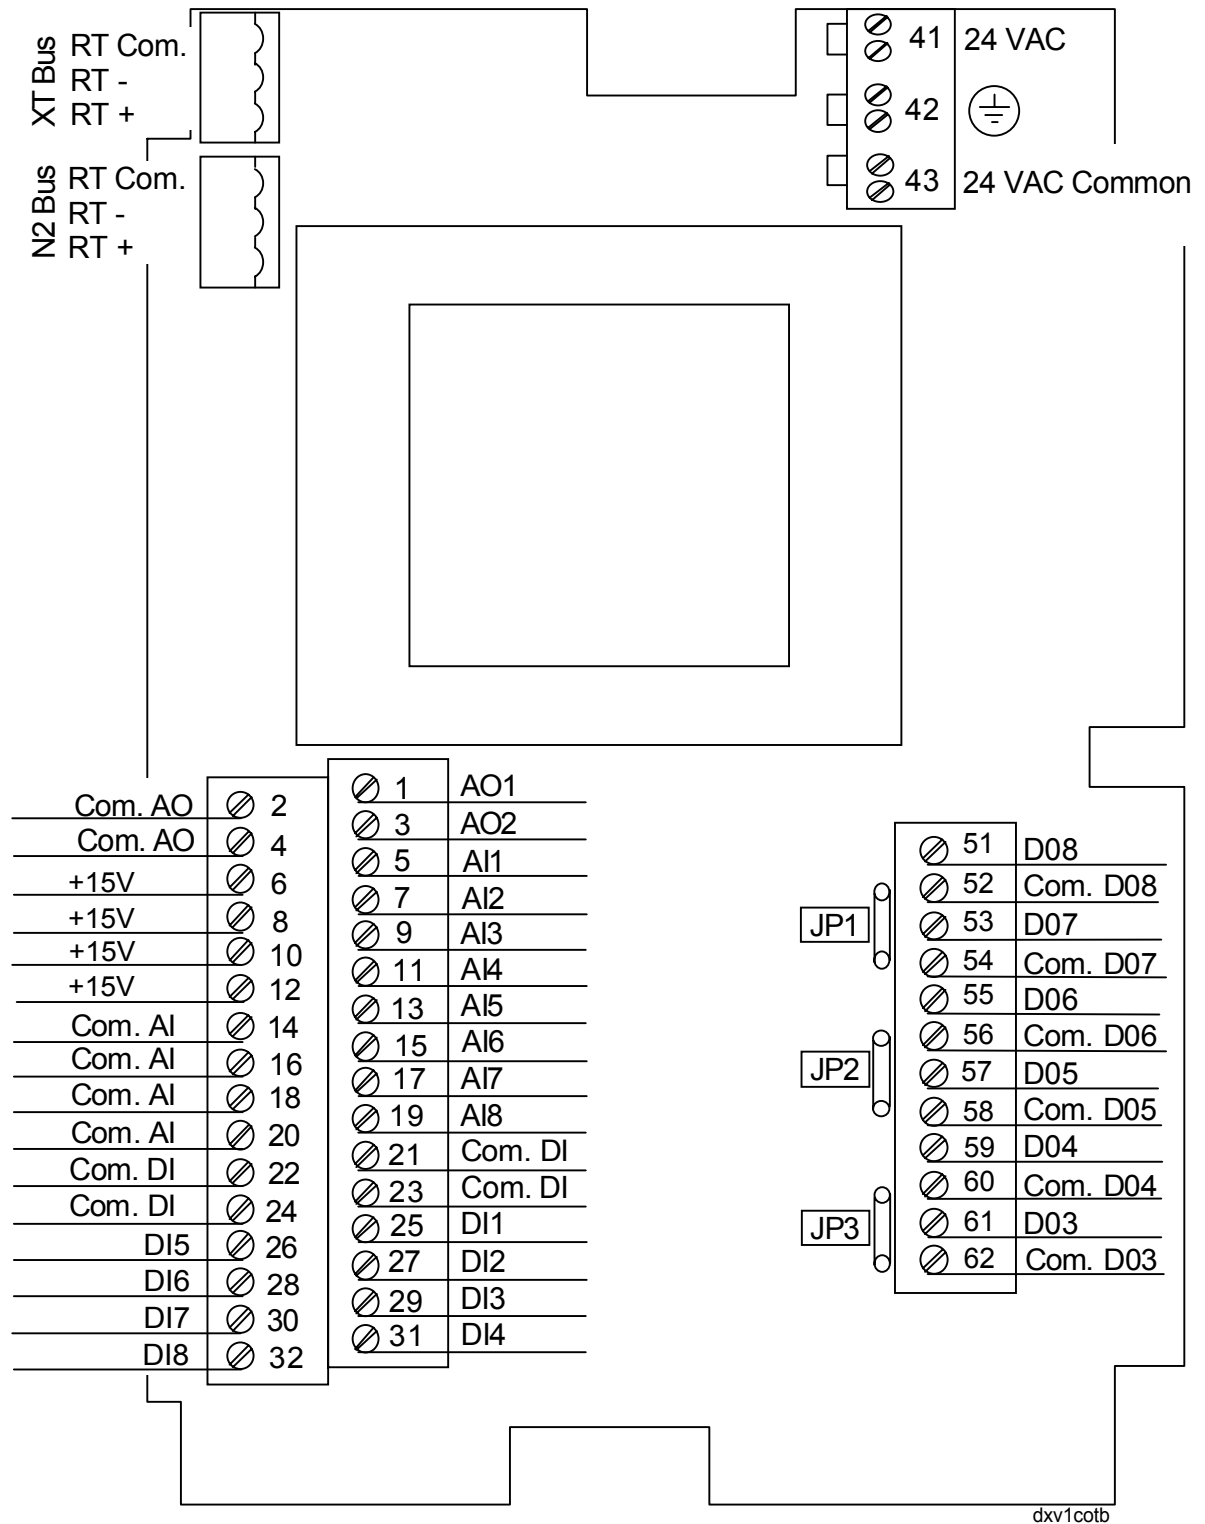 XT Bus
RT Com.
RT -
RT +
N2 Bus
RT Com.
RT -
RT +
41 24 VAC
42
43 24 VAC Common
1 AO1
Com. AO 2
3 AO2
Com. AO 4
5 AI1
+15V 6
7 AI2
+15V 8
9 AI3
+15V 10
11 AI4
+15V 12
13 AI5
Com. AI 14
15 AI6
Com. AI 16
17 AI7
Com. AI 18
19 AI8
Com. AI 20
21 Com. DI
Com. DI 22
23 Com. DI
Com. DI 24
25 DI1
DI5 26
27 DI2
DI6 28
29 DI3
DI7 30
31 DI4
DI8 32
JP1
JP2
JP3
51 D08
52 Com. D08
53 D07
54 Com. D07
55 D06
56 Com. D06
57 D05
58 Com. D05
59 D04
60 Com. D04
61 D03
62 Com. D03
dxv1cotb